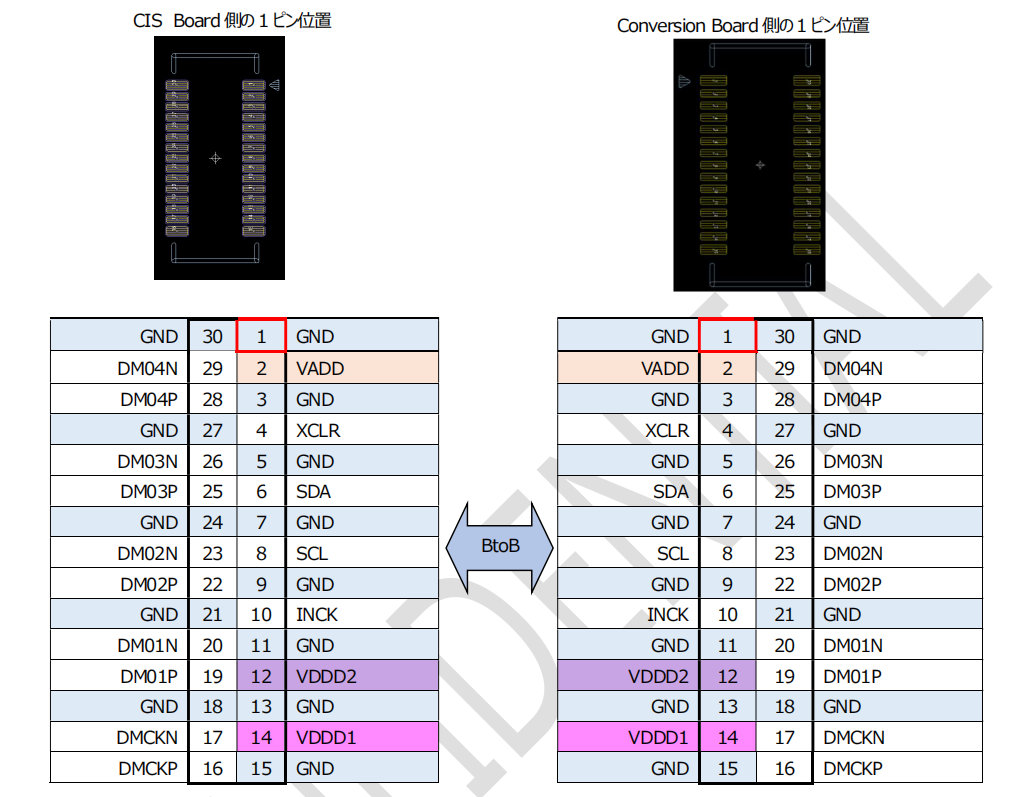 CIS Board 側の１ピン位置
Conversion Board 側の１ピン位置
GND 30 1 GND
DM04N 29 2 VADD
DM04P 28 3 GND
GND 27 4 XCLR
DM03N 26 5 GND
DM03P 25 6 SDA
GND 24 7 GND
DM02N 23 8 SCL
DM02P 22 9 GND
GND 21 10 INCK
DM01N 20 11 GND
DM01P 19 12 VDDD2
GND 18 13 GND
DMCKN 17 14 VDDD1
DMCKP 16 15 GND
BtoB
GND 1 30 GND
VADD 2 29 DM04N
GND 3 28 DM04P
XCLR 4 27 GND
GND 5 26 DM03N
SDA 6 25 DM03P
GND 7 24 GND
SCL 8 23 DM02N
GND 9 22 DM02P
INCK 10 21 GND
GND 11 20 DM01N
VDDD2 12 19 DM01P
GND 13 18 GND
VDDD1 14 17 DMCKN
GND 15 16 DMCKP